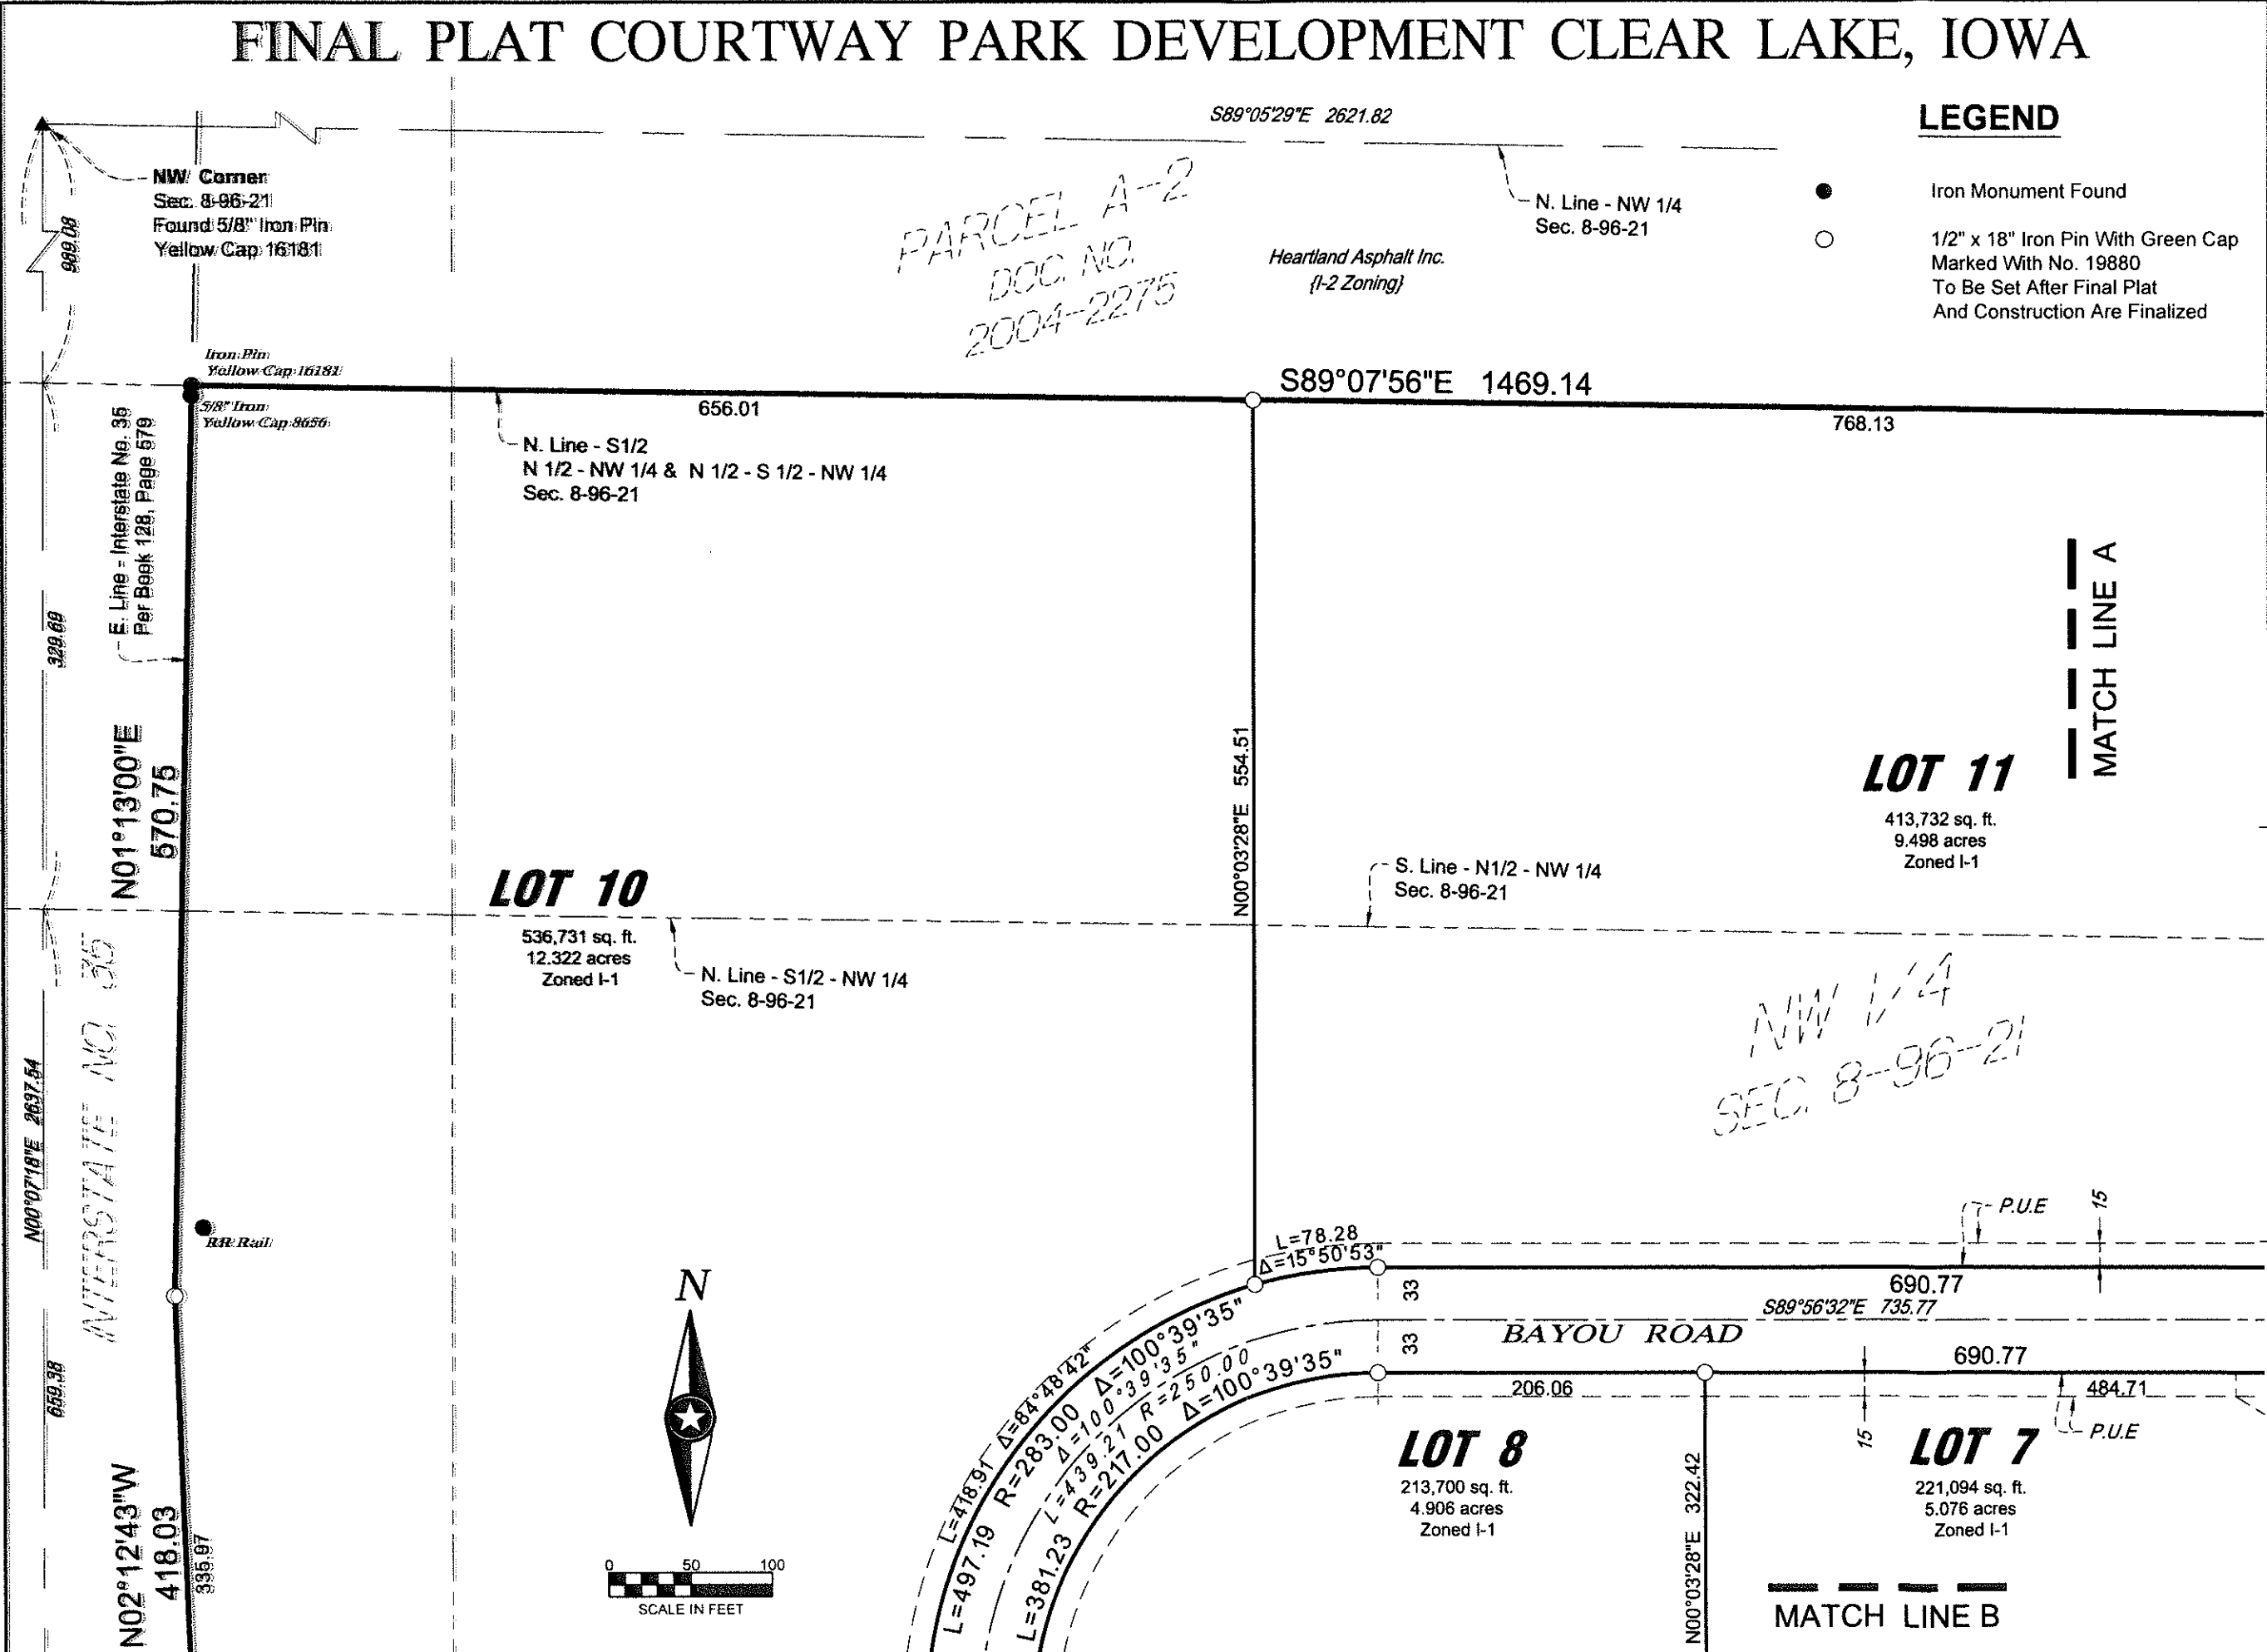 FINAL PLAT COURTWAY PARK DEVELOPMENT CLEAR LAKE, IOWA
S89°05'29"E 2621.82
LEGEND
Iron Monument Found
1/2" x 18" Iron Pin With Green Cap
Marked With No. 19880
To Be Set After Final Plat
And Construction Are Finalized
NW Corner
Sec. 8-96-21
Found 5/8" Iron Pin
Yellow Cap 16181
989.08
PARCEL A-2
DOC. NO.
2004-2275
Heartland Asphalt Inc.
{I-2 Zoning}
N. Line - NW 1/4
Sec. 8-96-21
Iron Pin
Yellow Cap 16181
5/8" Iron
Yellow Cap 8656
S89°07'56"E 1469.14
656.01
768.13
N. Line - S1/2
N 1/2 - NW 1/4 & N 1/2 - S 1/2 - NW 1/4
Sec. 8-96-21
E. Line - Interstate No. 35
Per Book 128, Page 579
329.69
N01°13'00"E
570.75
MATCH LINE A
N00°03'28"E 554.51
LOT 11
413,732 sq. ft.
9.498 acres
Zoned I-1
LOT 10
536,731 sq. ft.
12.322 acres
Zoned I-1
S. Line - N1/2 - NW 1/4
Sec. 8-96-21
N. Line - S1/2 - NW 1/4
Sec. 8-96-21
INTERSTATE NO. 35
N00°07'18"E 2637.54
NW 1/4
SEC. 8-96-21
RR Rail
N
L=78.28
Δ=15°50'53"
P.U.E
15
33
690.77
S89°56'32"E 735.77
BAYOU ROAD
33
690.77
206.06
484.71
P.U.E
15
659.38
L=418.91 Δ=84°48'42"
L=497.19 R=283.00 Δ=100°39'35"
Δ=100°39'35"
L=439.21 R=250.00
L=381.23 R=217.00 Δ=100°39'35"
LOT 8
213,700 sq. ft.
4.906 acres
Zoned I-1
N00°03'28"E 322.42
LOT 7
221,094 sq. ft.
5.076 acres
Zoned I-1
N02°12'43"W
418.03
335.97
0 50 100
SCALE IN FEET
MATCH LINE B